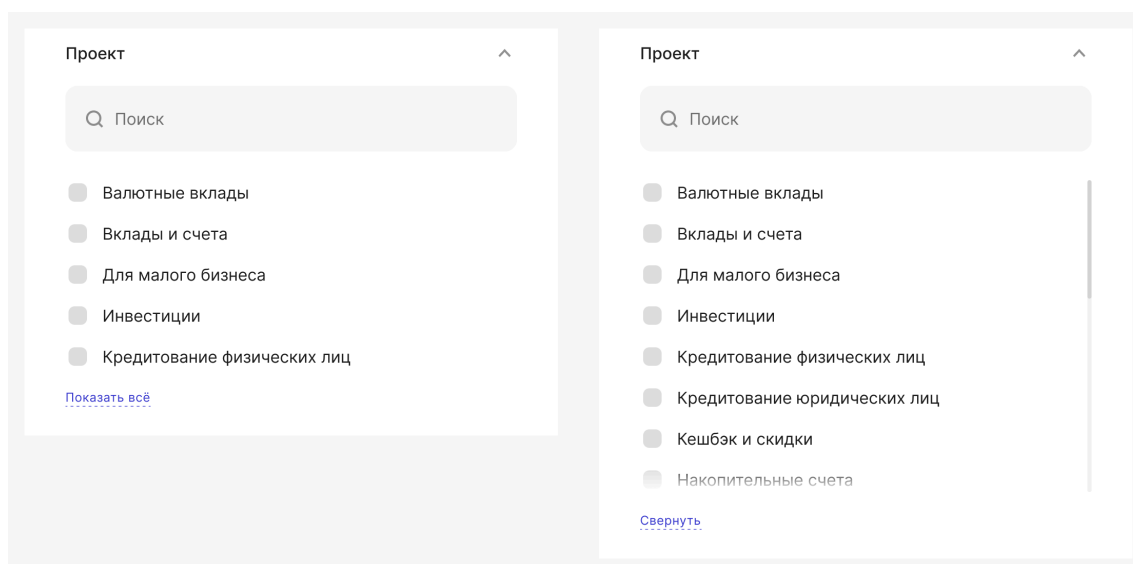 Проект
Поиск
Валютные вклады
Вклады и счета
Для малого бизнеса
Инвестиции
Кредитование физических лиц
Показать всё
Проект
Поиск
Валютные вклады
Вклады и счета
Для малого бизнеса
Инвестиции
Кредитование физических лиц
Кредитование юридических лиц
Кешбэк и скидки
Накопительные счета
Свернуть